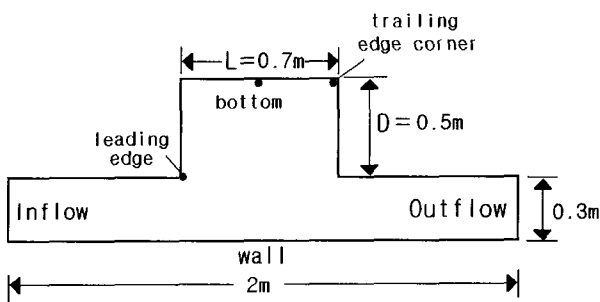 trailing
edge corner
L=0.7m
bottom
D=0.5m
leading
edge
Inflow
Outflow
0.3m
wall
2m